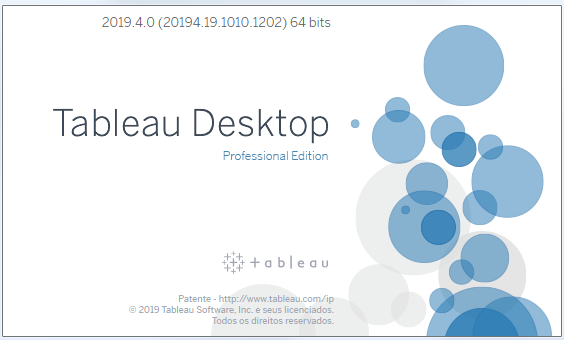 2019.4.0 (20194.19.1010.1202) 64 bits
Tableau Desktop
Professional Edition
tableau
Patente - http://www.tableau.com/ip
© 2019 Tableau Software, Inc. e seus licenciados.
Todos os direitos reservados.